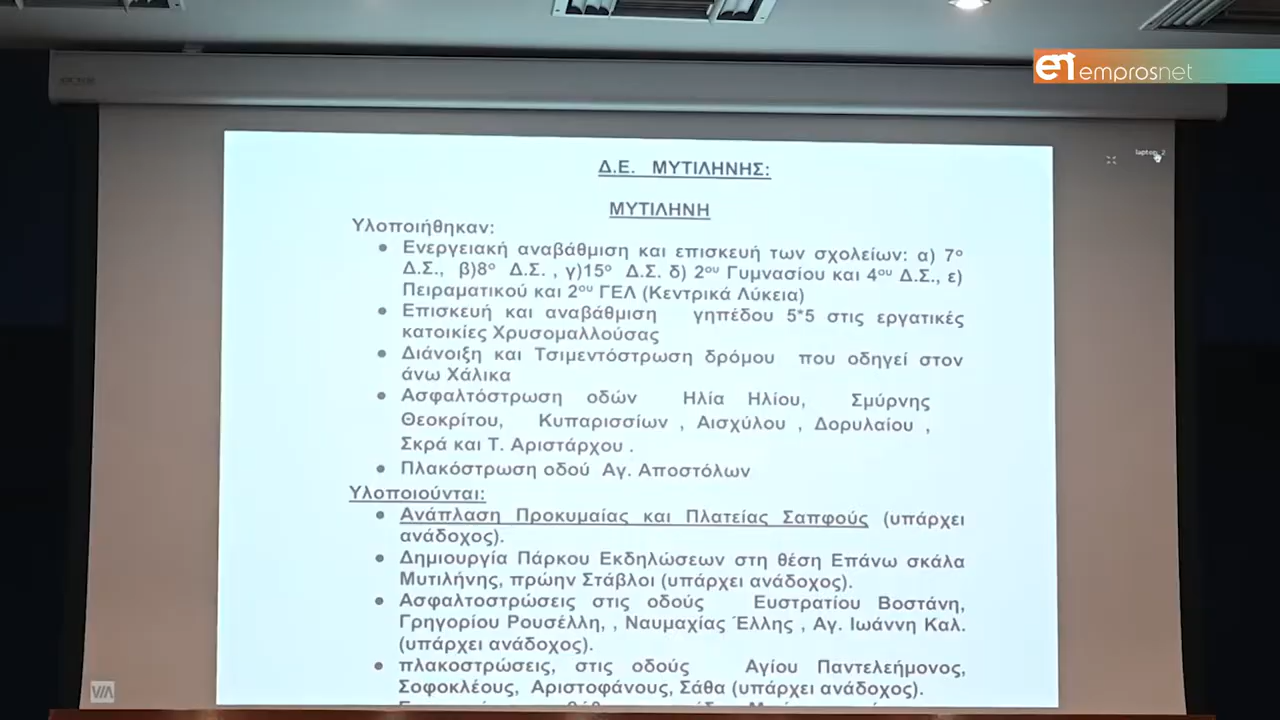 emprosnet
laptop_2
Δ.Ε. ΜΥΤΙΛΗΝΗΣ:
ΜΥΤΙΛΗΝΗ
Υλοποιήθηκαν:
● Ενεργειακή αναβάθμιση και επισκευή των σχολείων: α) 7ο
Δ.Σ., β)8ο Δ.Σ. , γ)15ο Δ.Σ. δ) 2ου Γυμνασίου και 4ου Δ.Σ., ε)
Πειραματικού και 2ου ΓΕΛ (Κεντρικά Λύκεια)
● Επισκευή και αναβάθμιση γηπέδου 5*5 στις εργατικές
κατοικίες Χρυσομαλλούσας
● Διάνοιξη και Τσιμεντόστρωση δρόμου που οδηγεί στον
άνω Χάλικα
● Ασφαλτόστρωση οδών Ηλία Ηλίου, Σμύρνης
Θεοκρίτου, Κυπαρισσίων , Αισχύλου , Δορυλαίου ,
Σκρά και Τ. Αριστάρχου .
● Πλακόστρωση οδού Αγ. Αποστόλων
Υλοποιούνται:
● Ανάπλαση Προκυμαίας και Πλατείας Σαπφούς (υπάρχει
ανάδοχος).
● Δημιουργία Πάρκου Εκδηλώσεων στη θέση Επάνω σκάλα
Μυτιλήνης, πρώην Στάβλοι (υπάρχει ανάδοχος).
● Ασφαλτοστρώσεις στις οδούς Ευστρατίου Βοστάνη,
Γρηγορίου Ρουσέλλη, , Ναυμαχίας Έλλης , Αγ. Ιωάννη Καλ.
(υπάρχει ανάδοχος).
● πλακοστρώσεις, στις οδούς Αγίου Παντελεήμονος,
Σοφοκλέους, Αριστοφάνους, Σάθα (υπάρχει ανάδοχος).
VIA